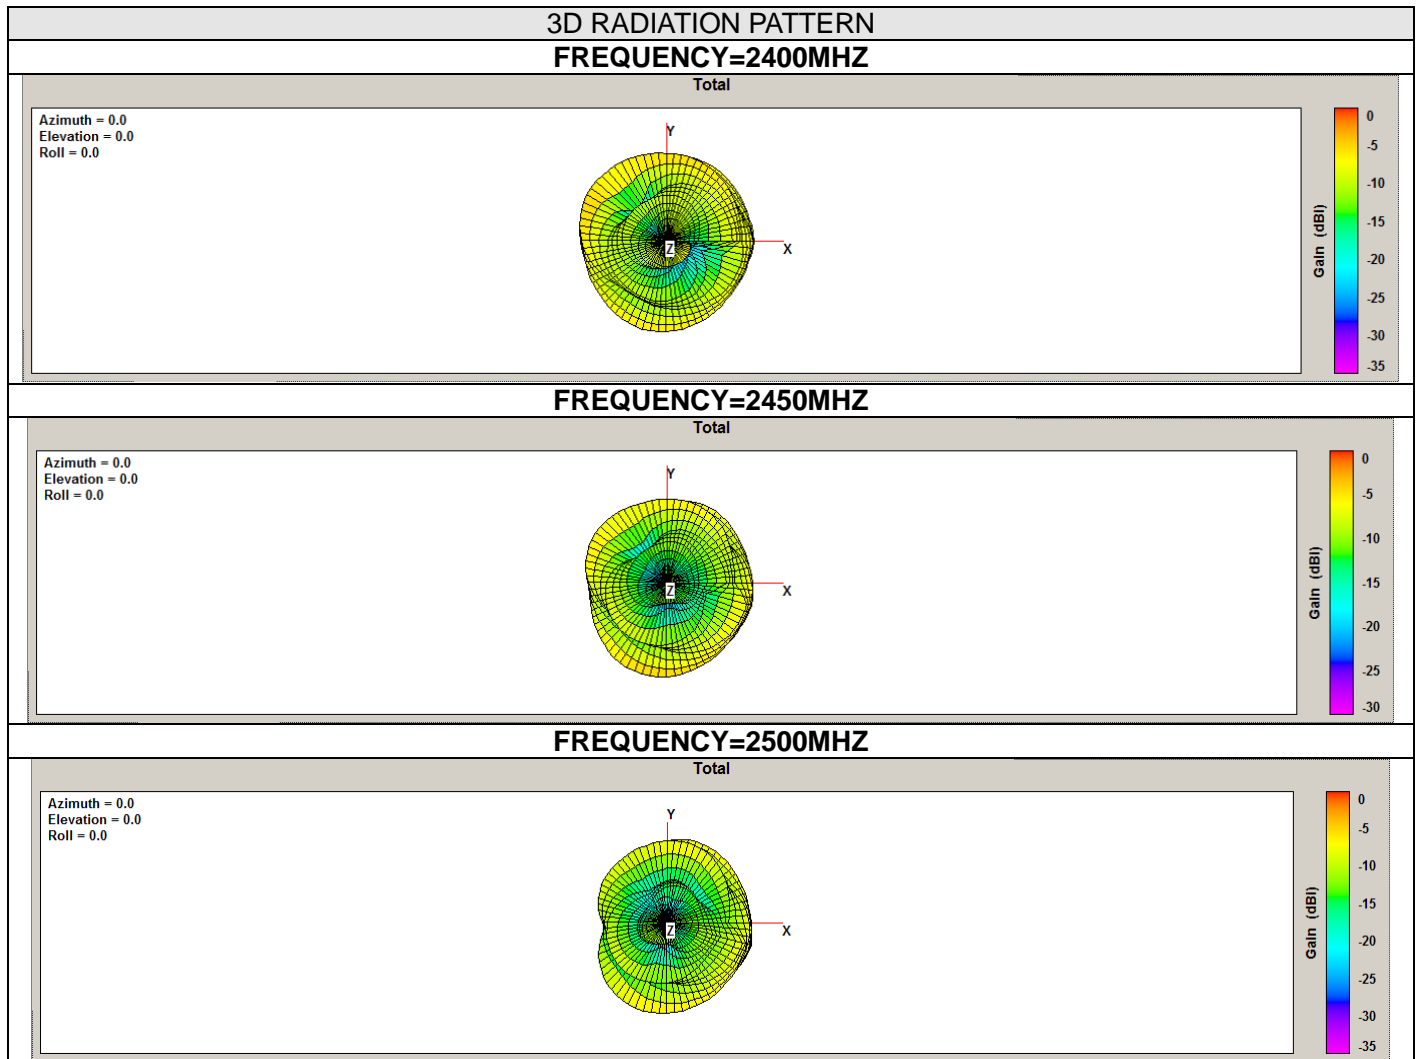 3D RADIATION PATTERN
FREQUENCY=2400MHZ
Total
Azimuth = 0.0
Elevation = 0.0
Roll = 0.0
Y
Z
X
0
-5
-10
-15
-20
-25
-30
-35
Gain (dBi)
FREQUENCY=2450MHZ
Total
Azimuth = 0.0
Elevation = 0.0
Roll = 0.0
Y
Z
X
0
-5
-10
-15
-20
-25
-30
Gain (dBi)
FREQUENCY=2500MHZ
Total
Azimuth = 0.0
Elevation = 0.0
Roll = 0.0
Y
Z
X
0
-5
-10
-15
-20
-25
-30
-35
Gain (dBi)